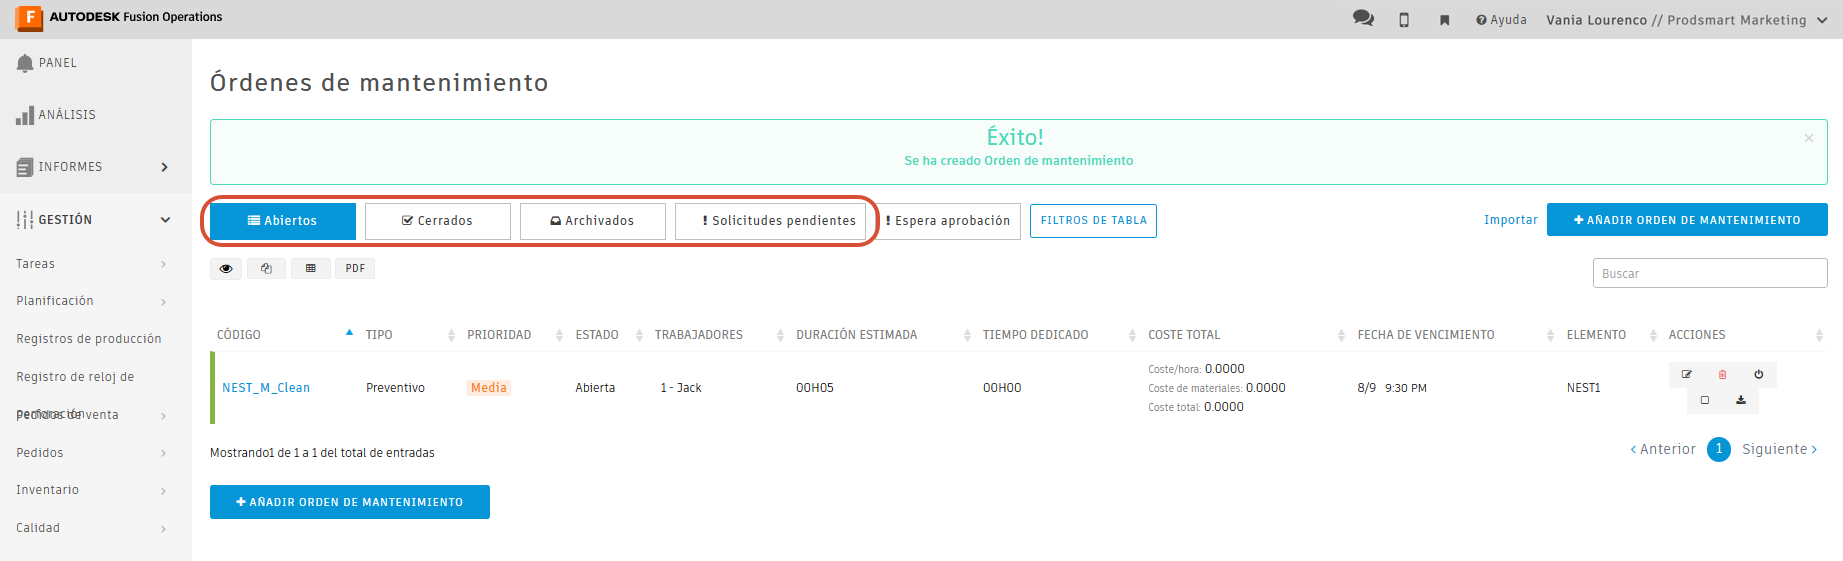 F AUTODESK Fusion Operations
Ayuda
Vania Lourenco // Prodsmart Marketing
PANEL
ANÁLISIS
INFORMES
GESTIÓN
Tareas
Planificación
Registros de producción
Registro de reloj de
perforación
Pedidos de venta
Pedidos
Inventario
Calidad
Órdenes de mantenimiento
Éxito!
Se ha creado Orden de mantenimiento
×
Abiertos
Cerrados
Archivados
! Solicitudes pendientes
! Espera aprobación
FILTROS DE TABLA
Importar
+ AÑADIR ORDEN DE MANTENIMIENTO
PDF
Buscar
CÓDIGO TIPO PRIORIDAD ESTADO TRABAJADORES DURACIÓN ESTIMADA TIEMPO DEDICADO COSTE TOTAL FECHA DE VENCIMIENTO ELEMENTO ACCIONES
NEST_M_Clean Preventivo Media Abierta 1 - Jack 00H05 00H00
Coste/hora: 0.0000
Coste de materiales: 0.0000
Coste total: 0.0000
8/9 9:30 PM NEST1
Mostrando1 de 1 a 1 del total de entradas
< Anterior 1 Siguiente >
+ AÑADIR ORDEN DE MANTENIMIENTO